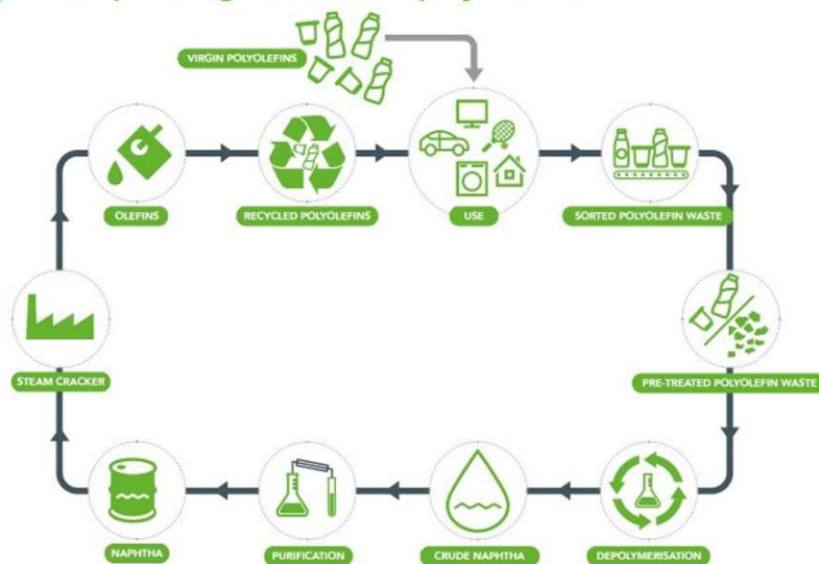 VIRGIN POLYOLEFINS
OLEFINS
RECYCLED POLYOLEFINS
USE
SORTED POLYOLEFIN WASTE
STEAM CRACKER
PRE-TREATED POLYOLEFIN WASTE
NAPHTHA
PURIFICATION
CRUDE NAPHTHA
DEPOLYMERISATION